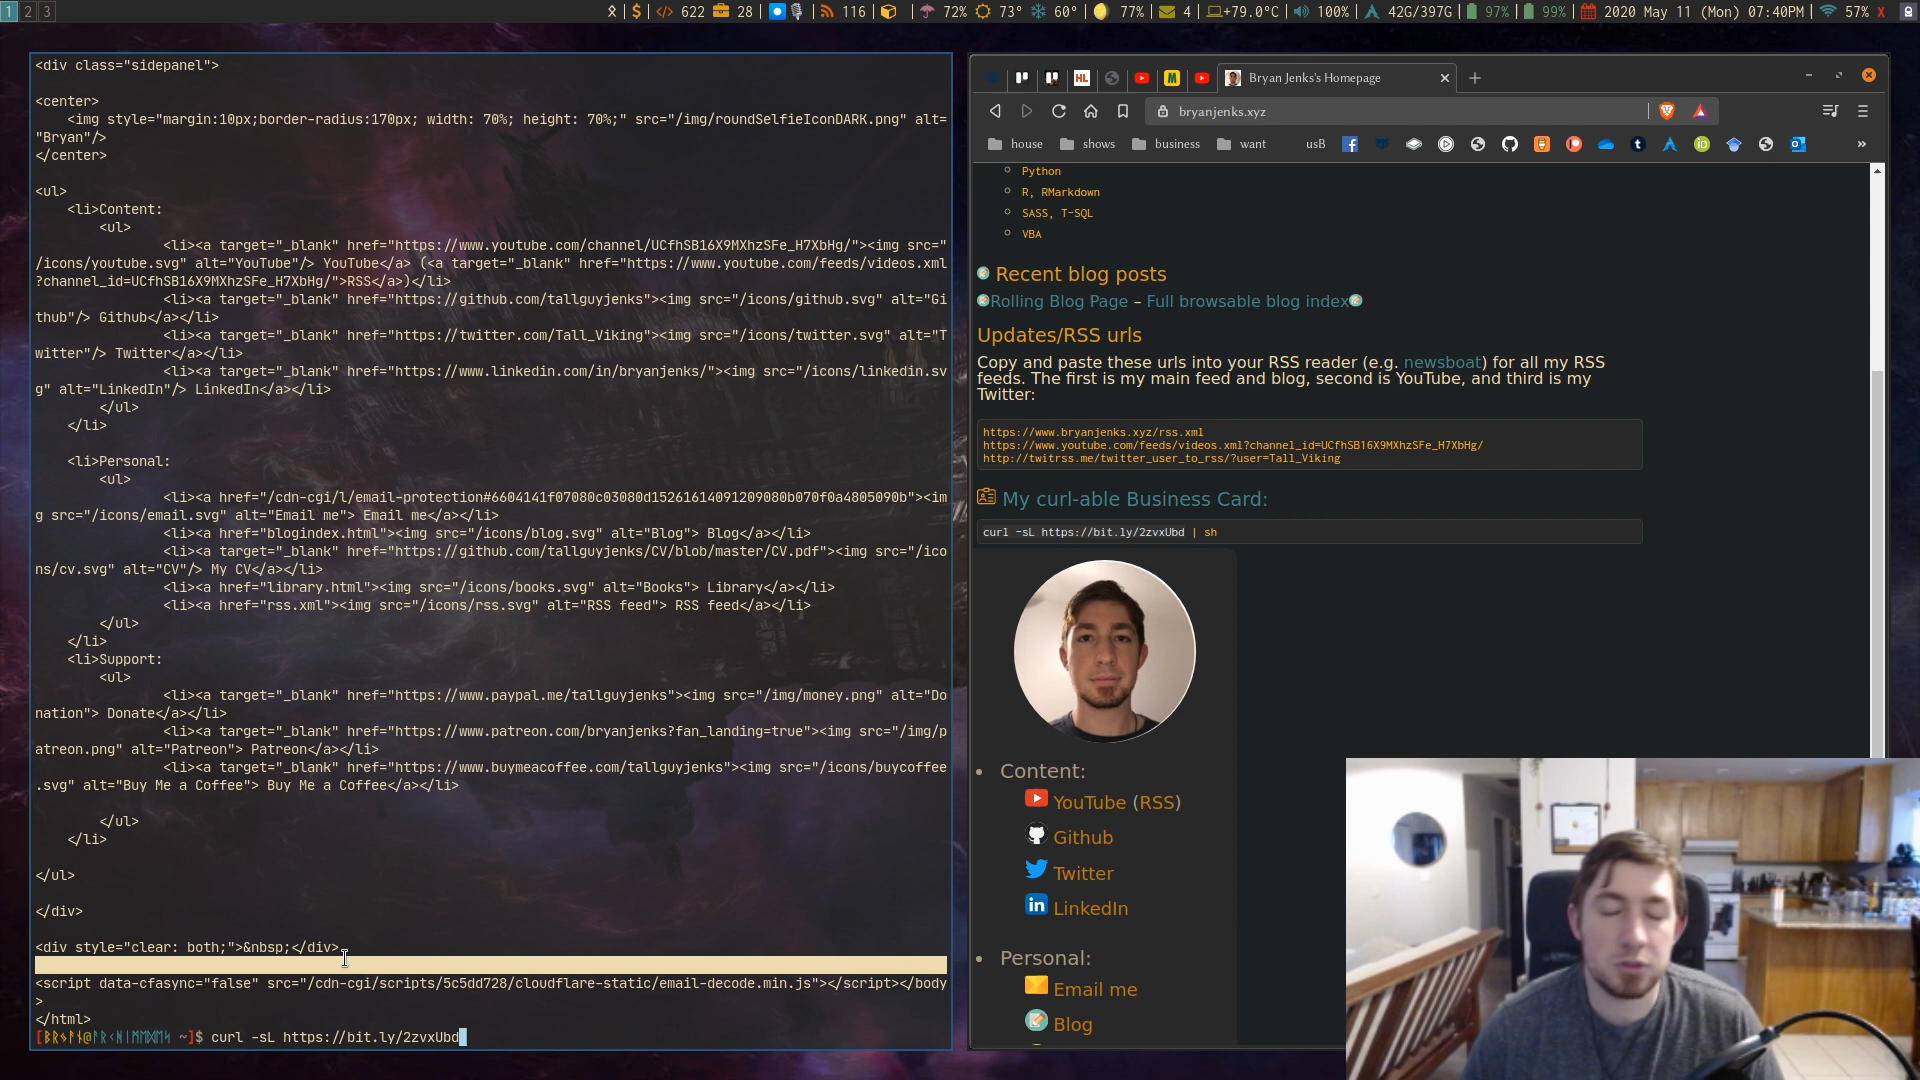 1 2 3
622 28 116 72% 73° 60° 77% 4 +79.0°C 100% 42G/397G 97% 99% 2020 May 11 (Mon) 07:40PM 57% X
<div class="sidepanel">
<center>
<img style="margin:10px;border-radius:170px; width: 70%; height: 70%;" src="/img/roundSelfieIconDARK.png" alt=
"Bryan"/>
</center>
<ul>
<li>Content:
<ul>
<li><a target="_blank" href="https://www.youtube.com/channel/UCfhSB16X9MXhzSFe_H7XbHg/"><img src="
/icons/youtube.svg" alt="YouTube"/> YouTube</a> (<a target="_blank" href="https://www.youtube.com/feeds/videos.xml
?channel_id=UCfhSB16X9MXhzSFe_H7XbHg/">RSS</a>)</li>
<li><a target="_blank" href="https://github.com/tallguyjenks"><img src="/icons/github.svg" alt="Gi
thub"/> Github</a></li>
<li><a target="_blank" href="https://twitter.com/Tall_Viking"><img src="/icons/twitter.svg" alt="T
witter"/> Twitter</a></li>
<li><a target="_blank" href="https://www.linkedin.com/in/bryanjenks/"><img src="/icons/linkedin.sv
g" alt="LinkedIn"/> LinkedIn</a></li>
</ul>
</li>
<li>Personal:
<ul>
<li><a href="/cdn-cgi/l/email-protection#6604141f07080c03080d15261614091209080b070f0a4805090b"><im
g src="/icons/email.svg" alt="Email me"> Email me</a></li>
<li><a href="blogindex.html"><img src="/icons/blog.svg" alt="Blog"> Blog</a></li>
<li><a target="_blank" href="https://github.com/tallguyjenks/CV/blob/master/CV.pdf"><img src="/ico
ns/cv.svg" alt="CV"/> My CV</a></li>
<li><a href="library.html"><img src="/icons/books.svg" alt="Books"> Library</a></li>
<li><a href="rss.xml"><img src="/icons/rss.svg" alt="RSS feed"> RSS feed</a></li>
</ul>
</li>
<li>Support:
<ul>
<li><a target="_blank" href="https://www.paypal.me/tallguyjenks"><img src="/img/money.png" alt="Do
nation"> Donate</a></li>
<li><a target="_blank" href="https://www.patreon.com/bryanjenks?fan_landing=true"><img src="/img/p
atreon.png" alt="Patreon"> Patreon</a></li>
<li><a target="_blank" href="https://www.buymeacoffee.com/tallguyjenks"><img src="/icons/buycoffee
.svg" alt="Buy Me a Coffee"> Buy Me a Coffee</a></li>
</ul>
</li>
</ul>
</div>
<div style="clear: both;">&nbsp;</div>
<script data-cfasync="false" src="/cdn-cgi/scripts/5c5dd728/cloudflare-static/email-decode.min.js"></script></body
>
</html>
~]$ curl -sL https://bit.ly/2zvxUbd
HL M Bryan Jenks's Homepage
bryanjenks.xyz
house shows business want usB
Python
R, RMarkdown
SASS, T-SQL
VBA
Recent blog posts
Rolling Blog Page – Full browsable blog index
Updates/RSS urls
Copy and paste these urls into your RSS reader (e.g. newsboat) for all my RSS
feeds. The first is my main feed and blog, second is YouTube, and third is my
Twitter:
https://www.bryanjenks.xyz/rss.xml
https://www.youtube.com/feeds/videos.xml?channel_id=UCfhSB16X9MXhzSFe_H7XbHg/
http://twitrss.me/twitter_user_to_rss/?user=Tall_Viking
My curl-able Business Card:
curl -sL https://bit.ly/2zvxUbd | sh
Content:
YouTube (RSS)
Github
Twitter
LinkedIn
Personal:
Email me
Blog